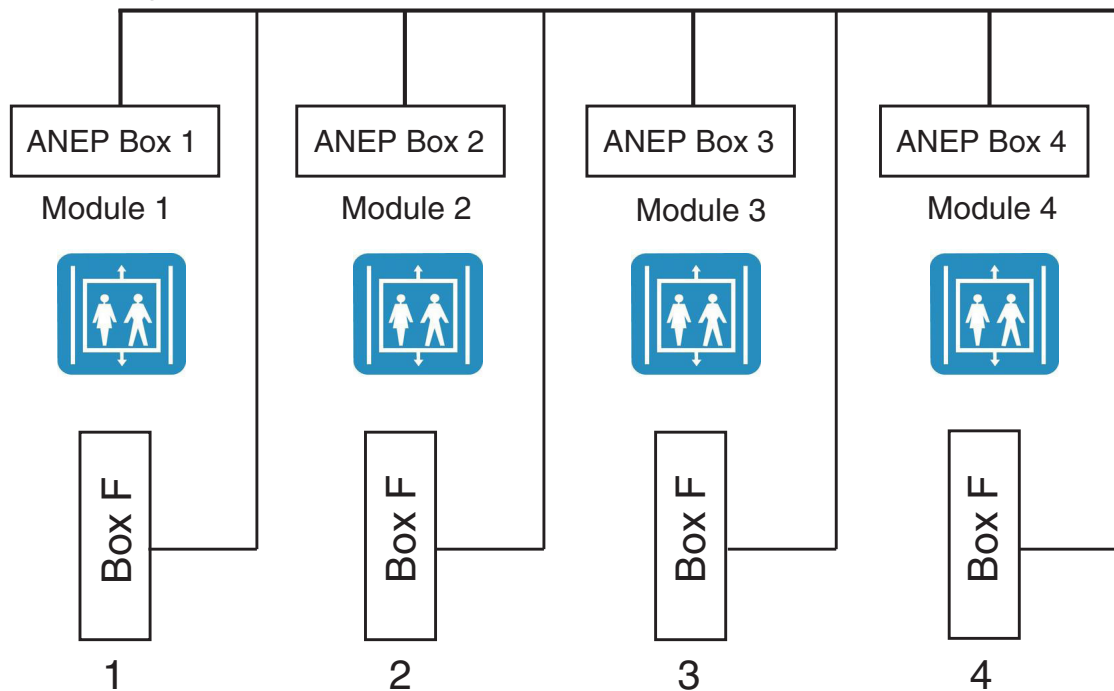 ANEP Box 1
ANEP Box 2
ANEP Box 3
ANEP Box 4
Module 1
Module 2
Module 3
Module 4
Box F
Box F
Box F
Box F
1
2
3
4